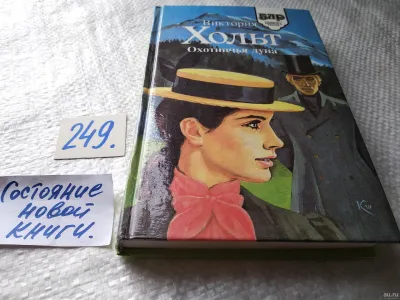 Виктория
Хольт
Охотничья луна
249.
Состояние
новой
книги.